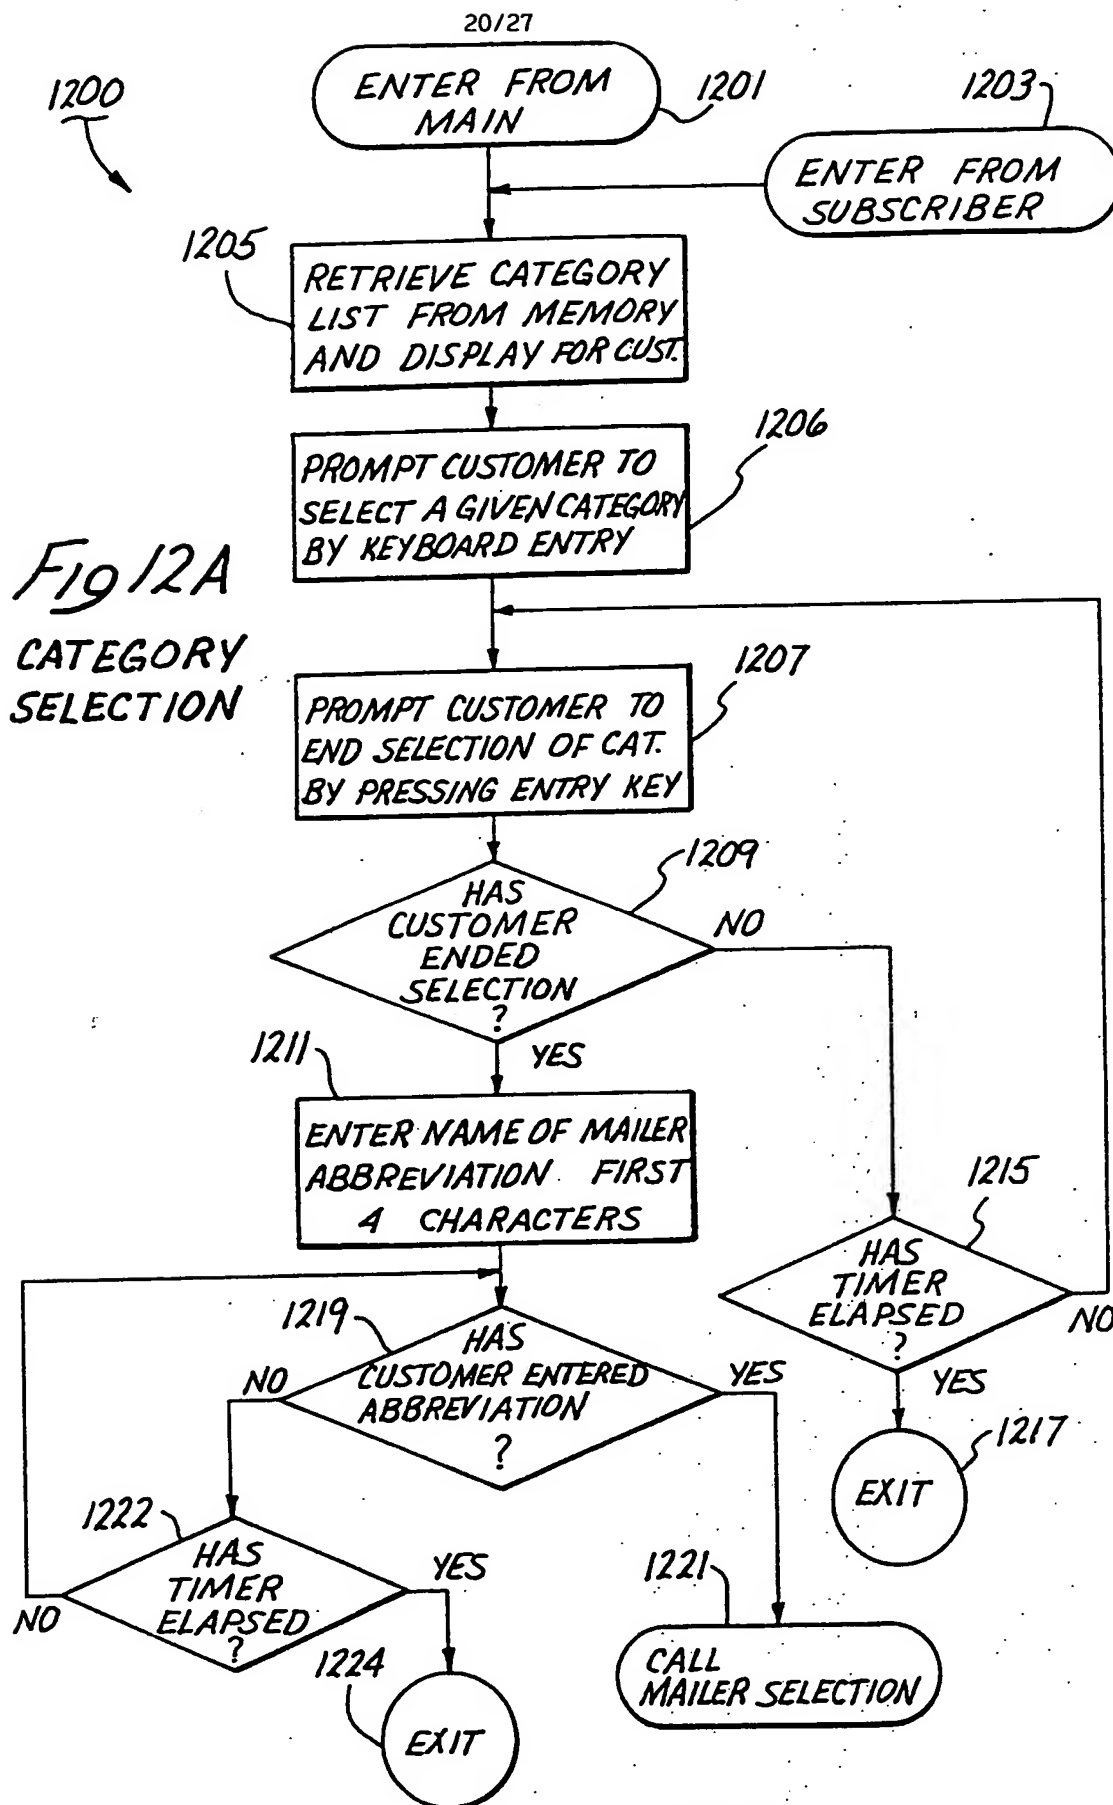 20/27
1200
ENTER FROM
MAIN
1201
1203
ENTER FROM
SUBSCRIBER
1205
RETRIEVE CATEGORY
LIST FROM MEMORY
AND DISPLAY FOR CUST.
1206
PROMPT CUSTOMER TO
SELECT A GIVEN CATEGORY
BY KEYBOARD ENTRY
Fig 12A
CATEGORY
SELECTION
1207
PROMPT CUSTOMER TO
END SELECTION OF CAT.
BY PRESSING ENTRY KEY
1209
HAS
CUSTOMER
ENDED
SELECTION
?
NO
YES
1211
ENTER NAME OF MAILER
ABBREVIATION FIRST
4 CHARACTERS
1215
HAS
TIMER
ELAPSED
?
NO
YES
1217
EXIT
1219
HAS
CUSTOMER ENTERED
ABBREVIATION
?
NO
YES
1222
HAS
TIMER
ELAPSED
?
NO
YES
1224
EXIT
1221
CALL
MAILER SELECTION